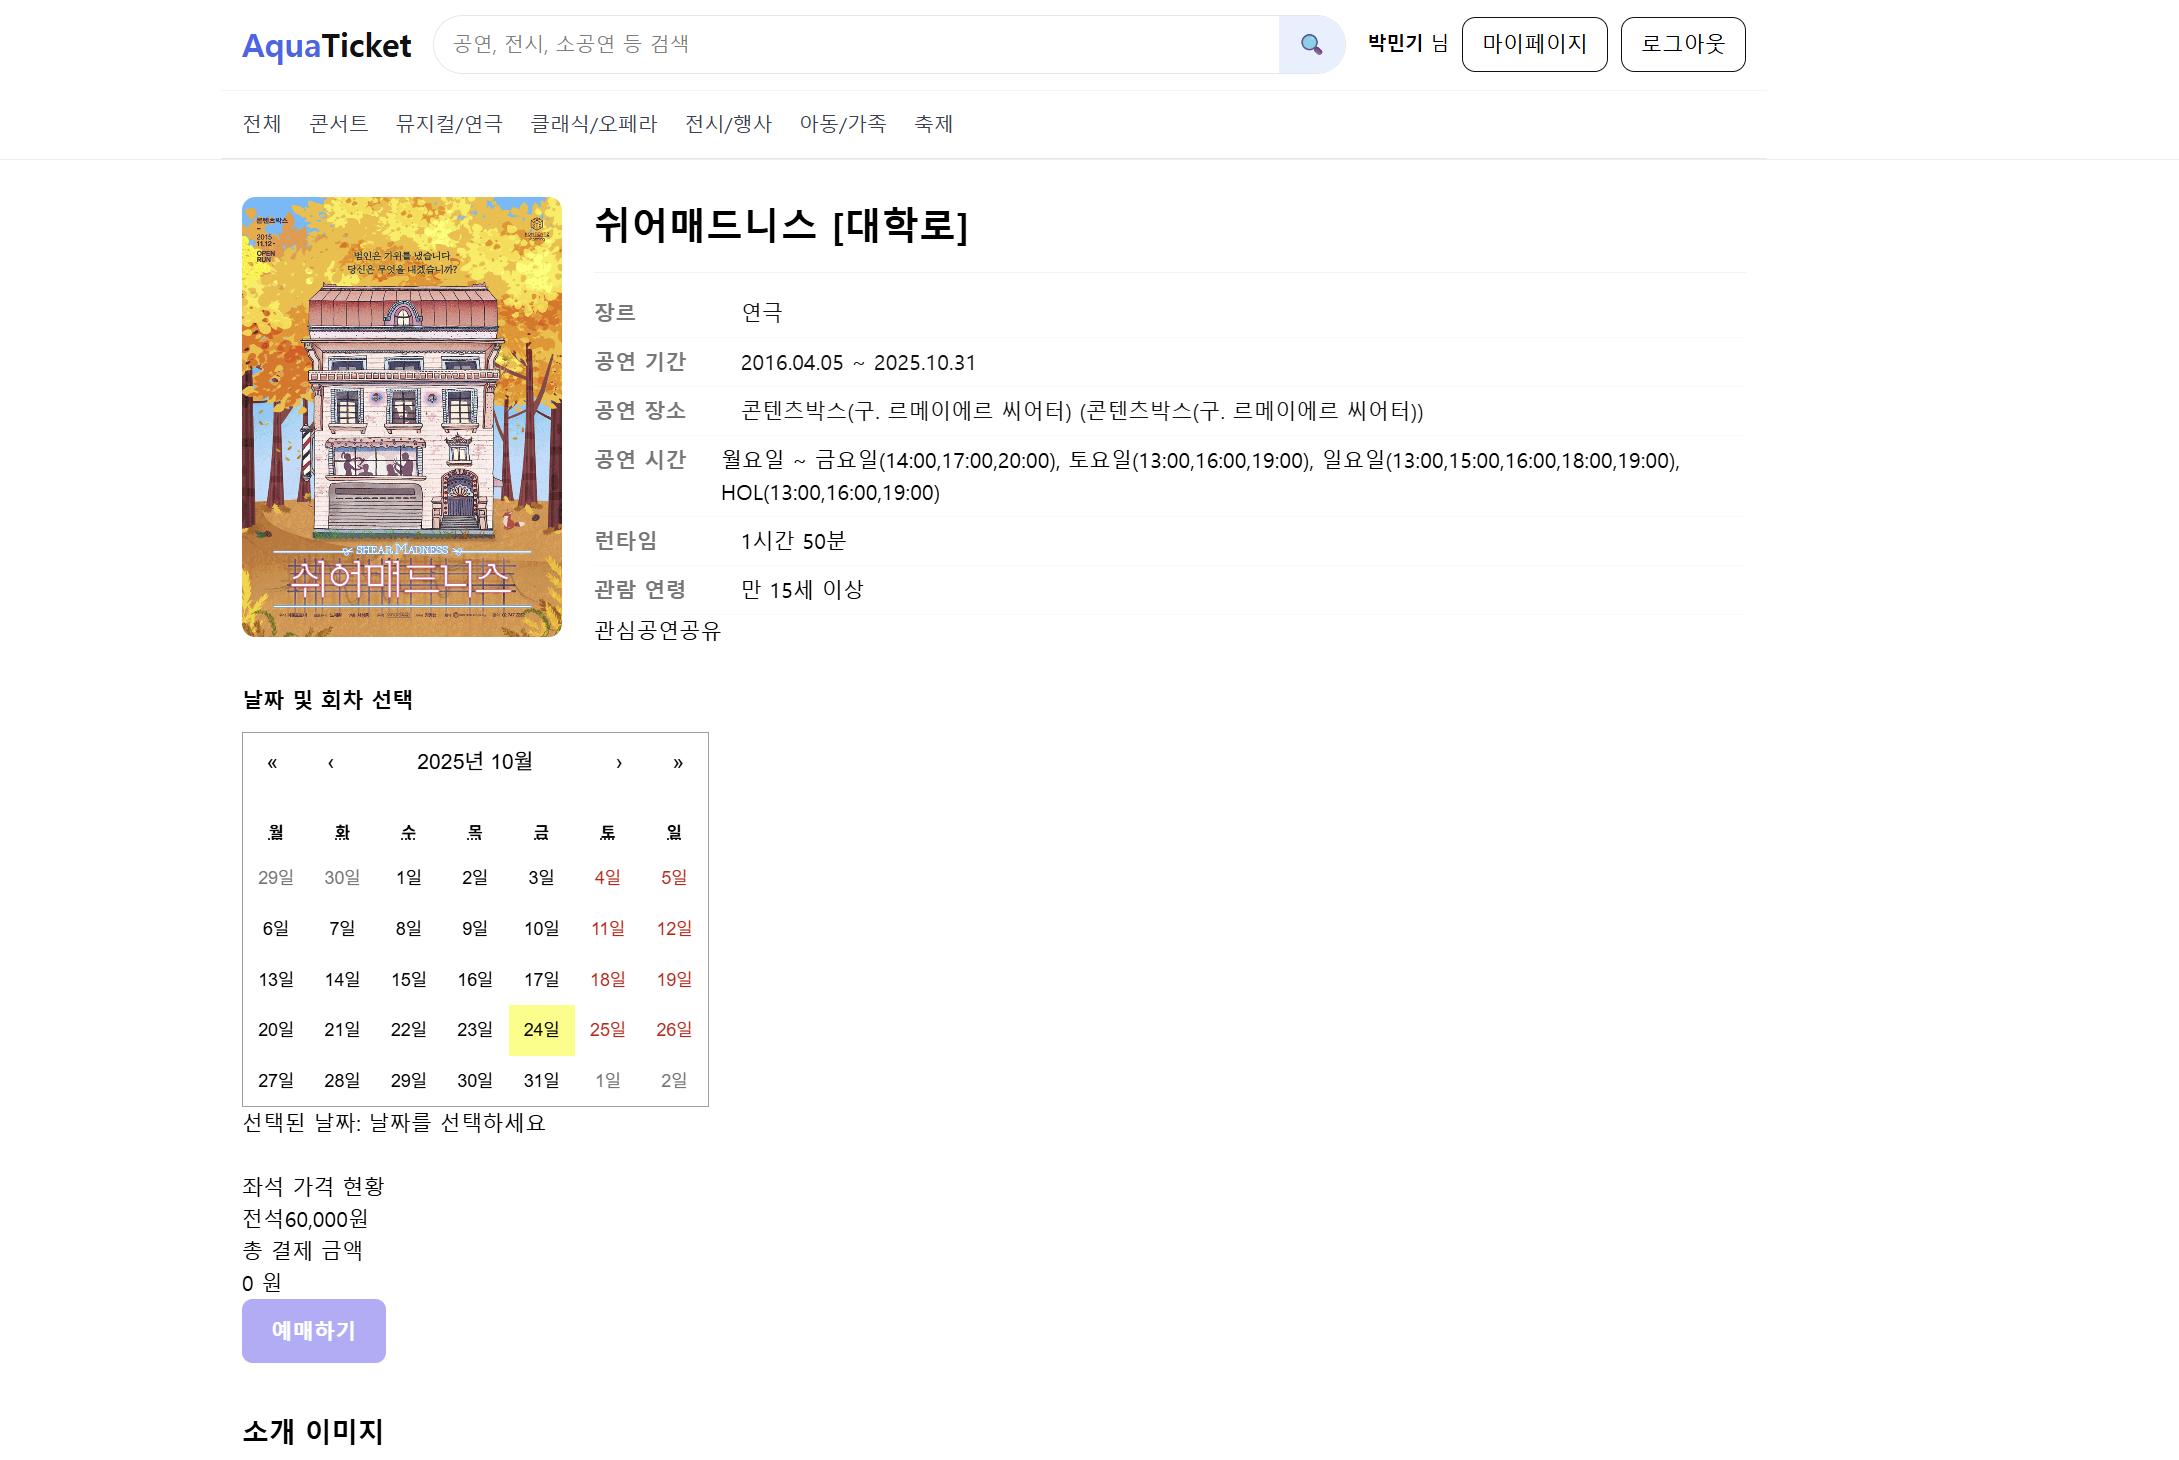 AquaTicket
공연, 전시, 소공연 등 검색
박민기 님
마이페이지
로그아웃
전체 콘서트 뮤지컬/연극 클래식/오페라 전시/행사 아동/가족 축제
콘텐츠박스
2015
11.12 -
OPEN
RUN
범인은 가위를 냈습니다
당신은 무엇을 내겠습니까?
SHEAR MADNESS
쉬어매드니스
쉬어매드니스 [대학로]
장르 연극
공연 기간 2016.04.05 ~ 2025.10.31
공연 장소 콘텐츠박스(구. 르메이에르 씨어터) (콘텐츠박스(구. 르메이에르 씨어터))
공연 시간 월요일 ~ 금요일(14:00,17:00,20:00), 토요일(13:00,16:00,19:00), 일요일(13:00,15:00,16:00,18:00,19:00),
HOL(13:00,16:00,19:00)
런타임 1시간 50분
관람 연령 만 15세 이상
관심공연공유
날짜 및 회차 선택
« ‹ 2025년 10월 › »
월 화 수 목 금 토 일
29일 30일 1일 2일 3일 4일 5일
6일 7일 8일 9일 10일 11일 12일
13일 14일 15일 16일 17일 18일 19일
20일 21일 22일 23일 24일 25일 26일
27일 28일 29일 30일 31일 1일 2일
선택된 날짜: 날짜를 선택하세요
좌석 가격 현황
전석60,000원
총 결제 금액
0 원
예매하기
소개 이미지